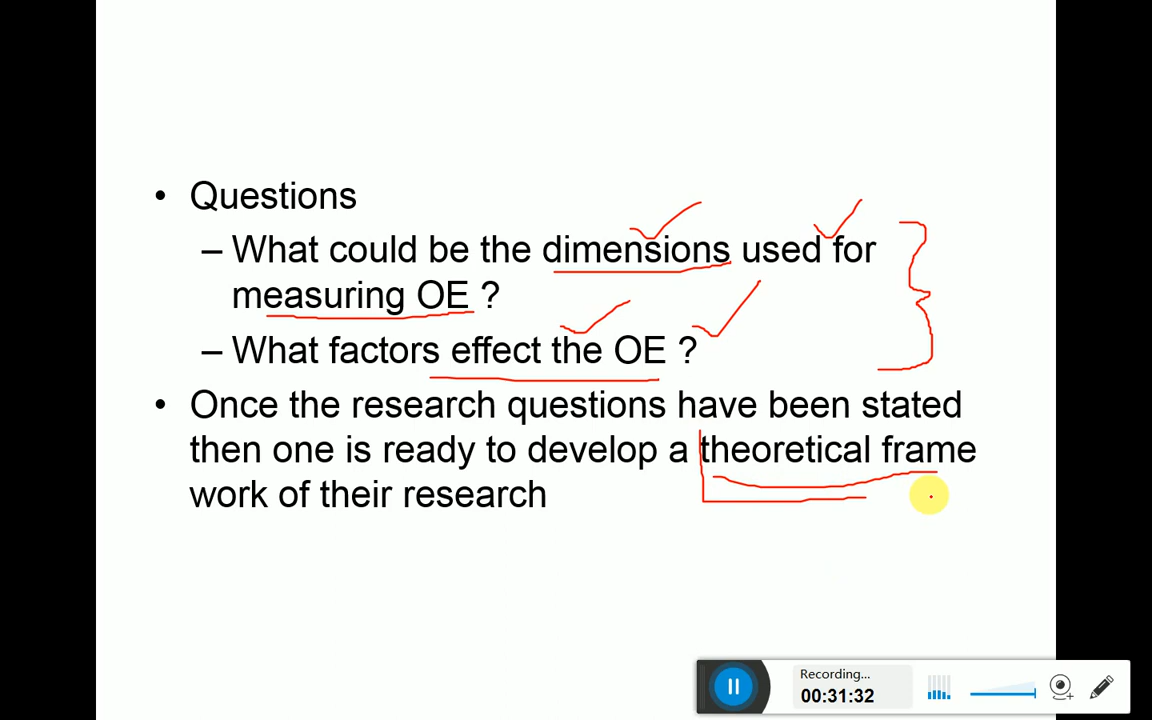 • Questions
– What could be the dimensions used for
measuring OE ?
– What factors effect the OE ?
• Once the research questions have been stated
then one is ready to develop a theoretical frame
work of their research
Recording...
00:31:32